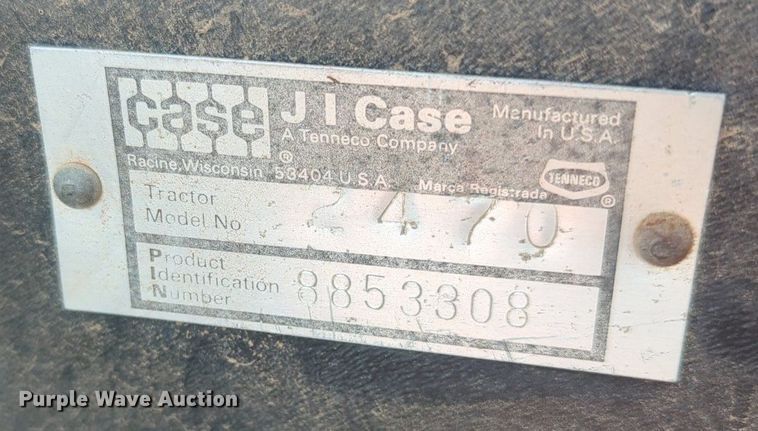 case J I Case Manufactured In U.S.A.
A Tenneco Company
Racine, Wisconsin 53404 U.S.A. Marca Registrada TENNECO ®
®
Tractor
Model No 2470
Product
Identification
Number 8853308
Purple Wave Auction